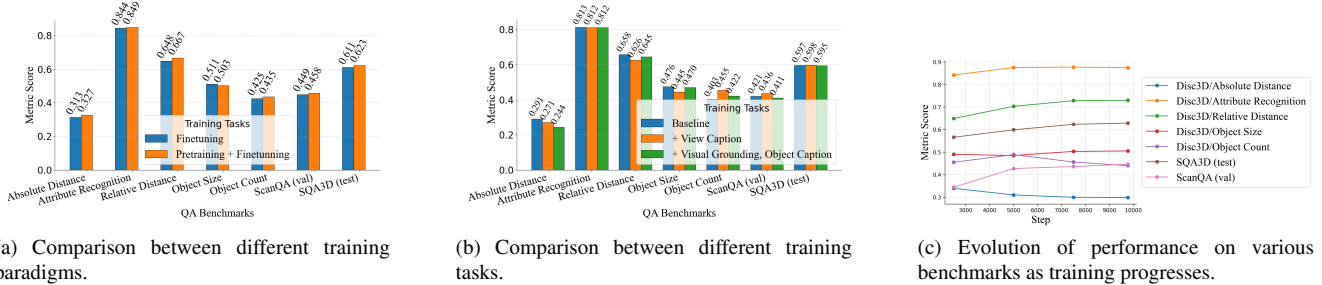 0.844
0.849
0.648
0.667
0.611
0.623
0.511
0.503
0.425
0.435
0.449
0.458
0.313
0.327
0.8
0.6
0.4
0.2
0.0
Metric Score
Training Tasks
Finetuning
Pretraining + Finetunning
Absolute Distance
Attribute Recognition
Relative Distance
Object Size
Object Count
ScanQA (val)
SQA3D (test)
QA Benchmarks
(a) Comparison between different training
paradigms.
0.813
0.812
0.812
0.658
0.626
0.645
0.597
0.598
0.595
0.476
0.445
0.470
0.403
0.455
0.422
0.421
0.436
0.411
0.291
0.271
0.244
0.8
0.6
0.4
0.2
0.0
Metric Score
Training Tasks
Baseline
+ View Caption
+ Visual Grounding, Object Caption
Absolute Distance
Attribute Recognition
Relative Distance
Object Size
Object Count
ScanQA (val)
SQA3D (test)
QA Benchmarks
(b) Comparison between different training
tasks.
0.9
0.8
0.7
0.6
0.5
0.4
0.3
Metric Score
3000 4000 5000 6000 7000 8000 9000 10000
Step
Disc3D/Absolute Distance
Disc3D/Attribute Recognition
Disc3D/Relative Distance
Disc3D/Object Size
Disc3D/Object Count
SQA3D (test)
ScanQA (val)
(c) Evolution of performance on various
benchmarks as training progresses.